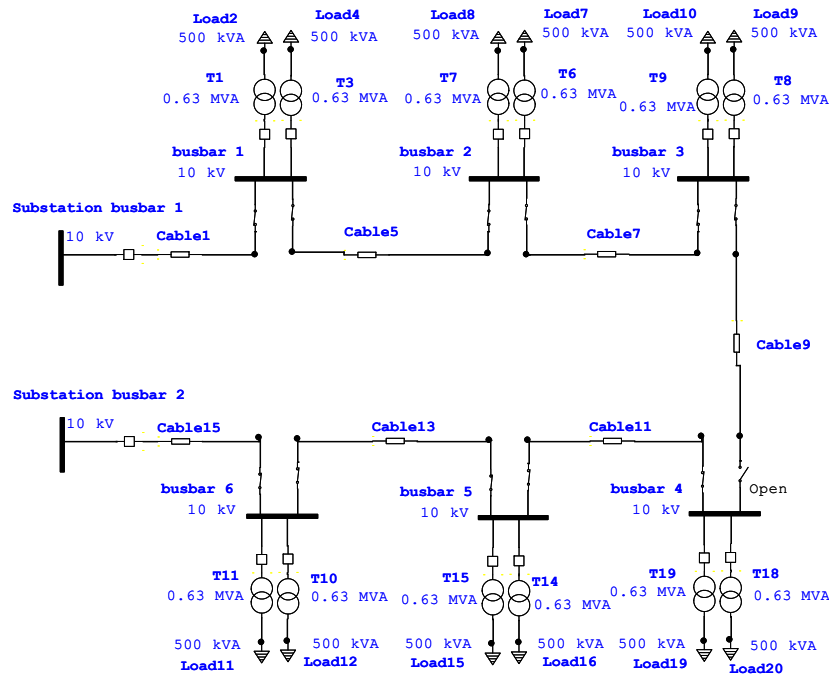 Load2 Load4 Load8 Load7 Load10 Load9
500 kVA 500 kVA 500 kVA 500 kVA 500 kVA 500 kVA
T1 T3 T7 T6 T9 T8
0.63 MVA 0.63 MVA 0.63 MVA 0.63 MVA 0.63 MVA 0.63 MVA
busbar 1 busbar 2 busbar 3
10 kV 10 kV 10 kV
Substation busbar 1
10 kV Cable1 Cable5 Cable7
Cable9
Substation busbar 2
10 kV Cable15 Cable13 Cable11
busbar 6 busbar 5 busbar 4 Open
10 kV 10 kV 10 kV
T11 T10 T15 T14 T19 T18
0.63 MVA 0.63 MVA 0.63 MVA 0.63 MVA 0.63 MVA 0.63 MVA
500 kVA 500 kVA 500 kVA 500 kVA 500 kVA 500 kVA
Load11 Load12 Load15 Load16 Load19 Load20